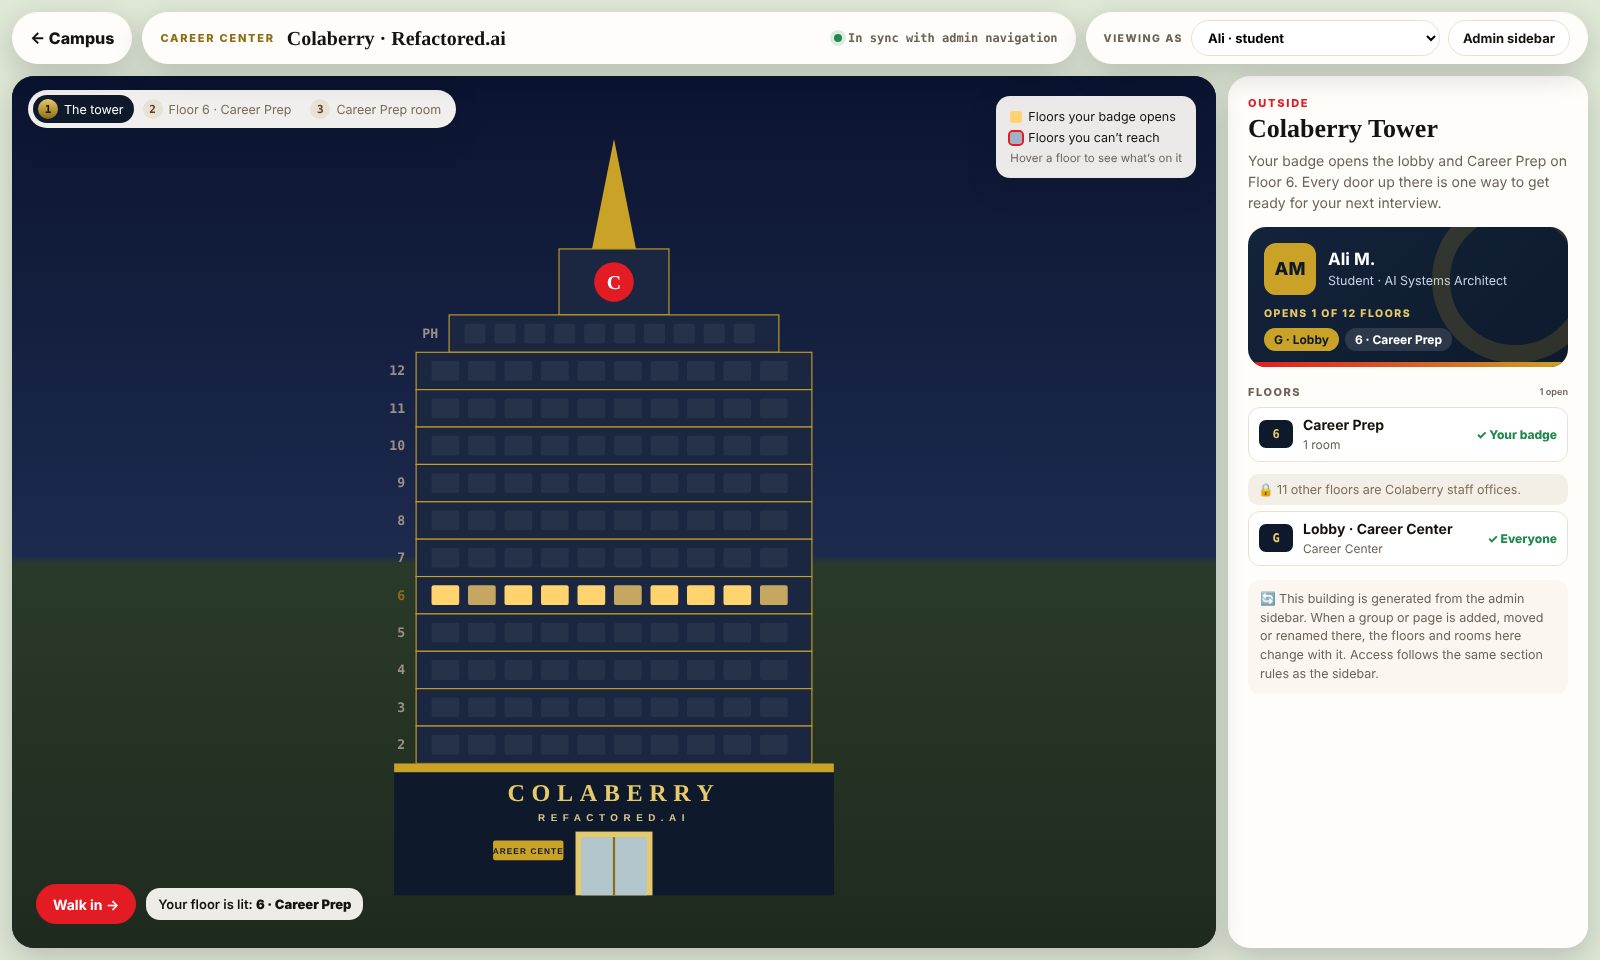 ← Campus
CAREER CENTER Colaberry · Refactored.ai
In sync with admin navigation
VIEWING AS Ali · student
Admin sidebar
1 The tower
2 Floor 6 · Career Prep
3 Career Prep room
Floors your badge opens
Floors you can’t reach
Hover a floor to see what’s on it
C
PH
12
11
10
9
8
7
6
5
4
3
2
COLABERRY
REFACTORED.AI
AREER CENTE
Walk in →
Your floor is lit: 6 · Career Prep
OUTSIDE
Colaberry Tower
Your badge opens the lobby and Career Prep on
Floor 6. Every door up there is one way to get
ready for your next interview.
AM
Ali M.
Student · AI Systems Architect
OPENS 1 OF 12 FLOORS
G · Lobby
6 · Career Prep
FLOORS
1 open
6
Career Prep
1 room
✓ Your badge
🔒 11 other floors are Colaberry staff offices.
G
Lobby · Career Center
Career Center
✓ Everyone
🔄 This building is generated from the admin
sidebar. When a group or page is added, moved
or renamed there, the floors and rooms here
change with it. Access follows the same section
rules as the sidebar.